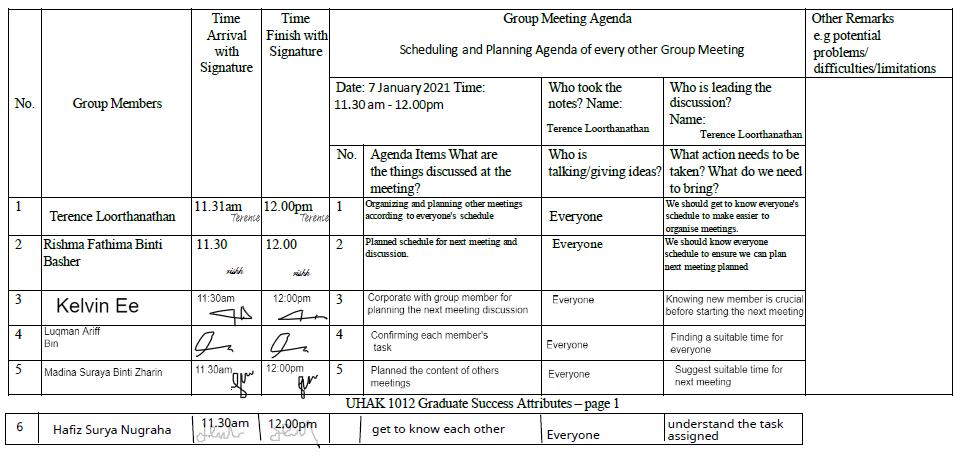 No.
Group Members
Time
Arrival
with
Signature
Time
Finish with
Signature
Group Meeting Agenda
Scheduling and Planning Agenda of every other Group Meeting
Other Remarks
e.g potential
problems/
difficulties/limitations
Date: 7 January 2021 Time:
11.30 am - 12.00pm
Who took the
notes? Name:
Terence Loorthanathan
Who is leading the
discussion?
Name:
Terence Loorthanathan
No.
Agenda Items What are
the things discussed at the
meeting?
Who is
talking/giving ideas?
What action needs to be
taken? What do we need
to bring?
1
Terence Loorthanathan
11.31am
Terence
12.00pm
Terence
1
Organizing and planning other meetings
according to everyone's schedule
Everyone
We should get to know everyone's
schedule to make easier to
organise meetings.
2
Rishma Fathima Binti
Basher
11.30
rishh
12.00
rishh
2
Planned schedule for next meeting and
discussion.
Everyone
We should know everyone
schedule to ensure we can plan
next meeting planned
3
Kelvin Ee
11:30am
12:00pm
3
Corporate with group member for
planning the next meeting discussion
Everyone
Knowing new member is crucial
before starting the next meeting
4
Luqman Ariff
Bin
4
Confirming each member's
task
Everyone
Finding a suitable time for
everyone
5
Madina Suraya Binti Zharin
11.30am
12:00pm
5
Planned the content of others
meetings
Everyone
Suggest suitable time for
next meeting
UHAK 1012 Graduate Success Attributes – page 1
6
Hafiz Surya Nugraha
11.30am
12.00pm
get to know each other
Everyone
understand the task
assigned